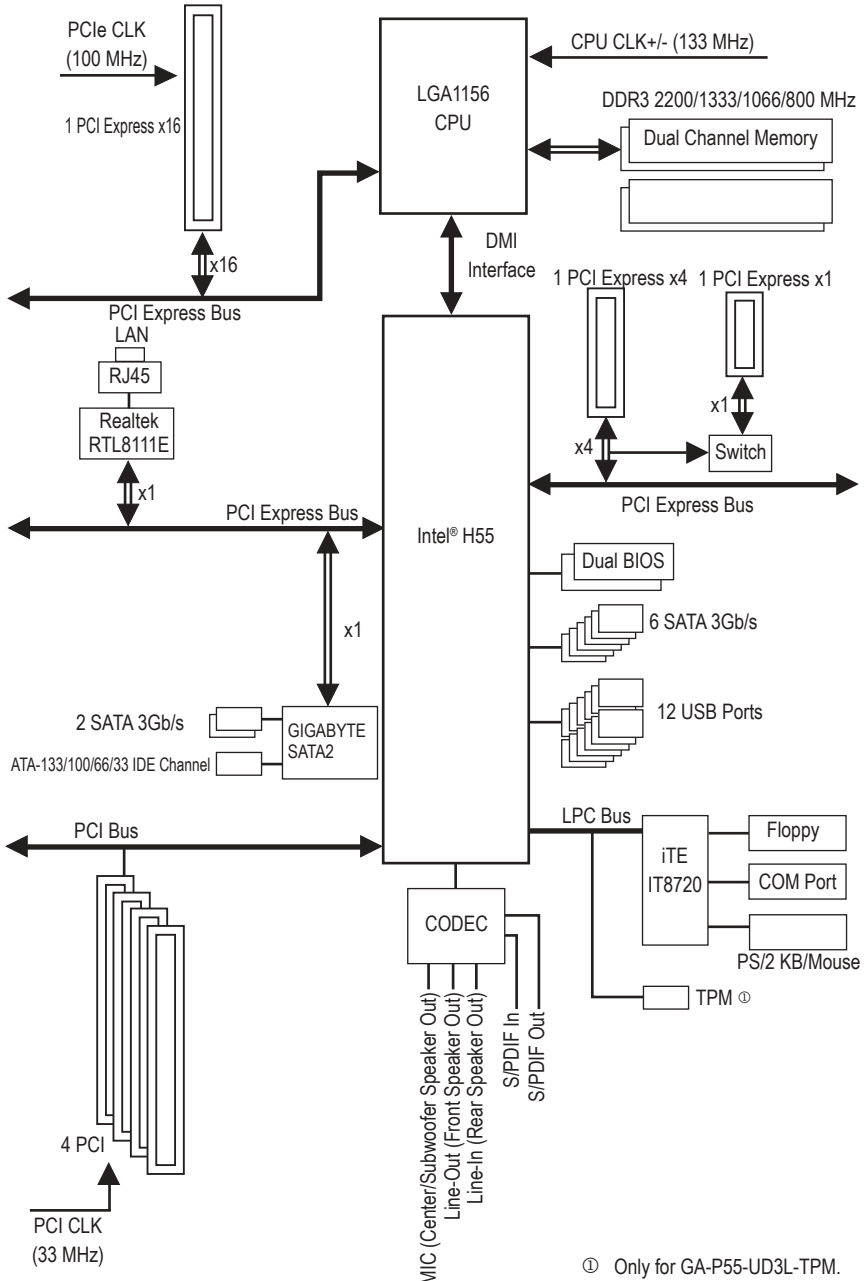 PCIe CLK
(100 MHz)
1 PCI Express x16
x16
PCI Express Bus
LGA1156
CPU
CPU CLK+/- (133 MHz)
DDR3 2200/1333/1066/800 MHz
Dual Channel Memory
DMI
Interface
1 PCI Express x4
1 PCI Express x1
x1
x4
Switch
PCI Express Bus
LAN
RJ45
Realtek
RTL8111E
x1
PCI Express Bus
Intel® H55
Dual BIOS
6 SATA 3Gb/s
12 USB Ports
x1
2 SATA 3Gb/s
GIGABYTE
SATA2
ATA-133/100/66/33 IDE Channel
PCI Bus
LPC Bus
iTE
IT8720
Floppy
COM Port
PS/2 KB/Mouse
TPM ①
CODEC
MIC (Center/Subwoofer Speaker Out)
Line-Out (Front Speaker Out)
Line-In (Rear Speaker Out)
S/PDIF In
S/PDIF Out
4 PCI
PCI CLK
(33 MHz)
① Only for GA-P55-UD3L-TPM.